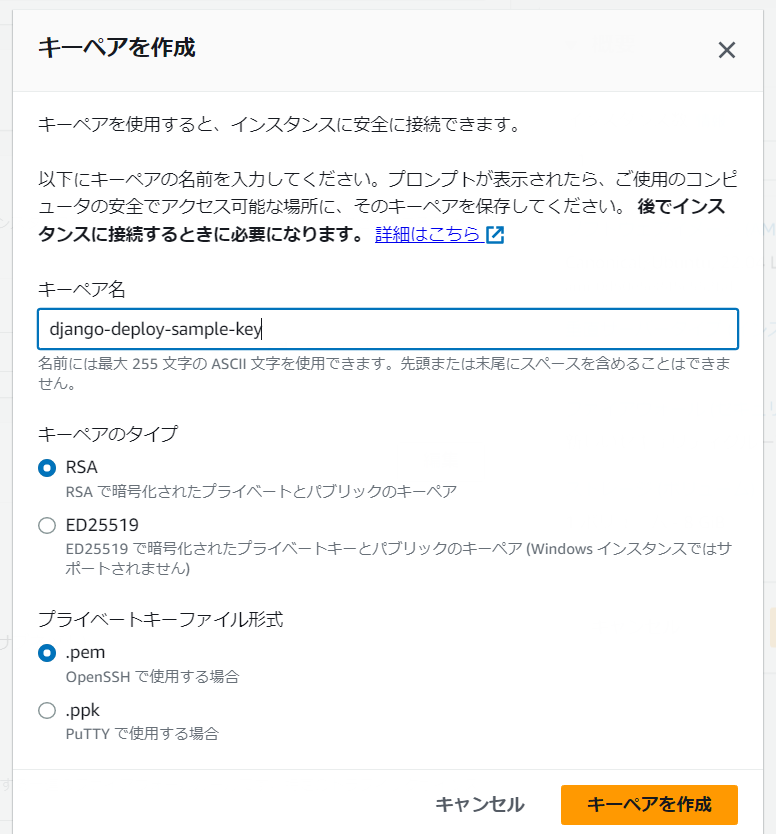 キーペアを作成
キーペアを使用すると、インスタンスに安全に接続できます。
以下にキーペアの名前を入力してください。プロンプトが表示されたら、ご使用のコンピ
ュータの安全でアクセス可能な場所に、そのキーペアを保存してください。 後でインス
タンスに接続するときに必要になります。 詳細はこちら
キーペア名
django-deploy-sample-key
名前には最大 255 文字の ASCII 文字を使用できます。先頭または末尾にスペースを含めることはできま
せん。
キーペアのタイプ
RSA
RSA で暗号化されたプライベートとパブリックのキーペア
ED25519
ED25519 で暗号化されたプライベートキーとパブリックのキーペア (Windows インスタンスではサ
ポートされません)
プライベートキーファイル形式
.pem
OpenSSH で使用する場合
.ppk
PuTTY で使用する場合
キャンセル
キーペアを作成